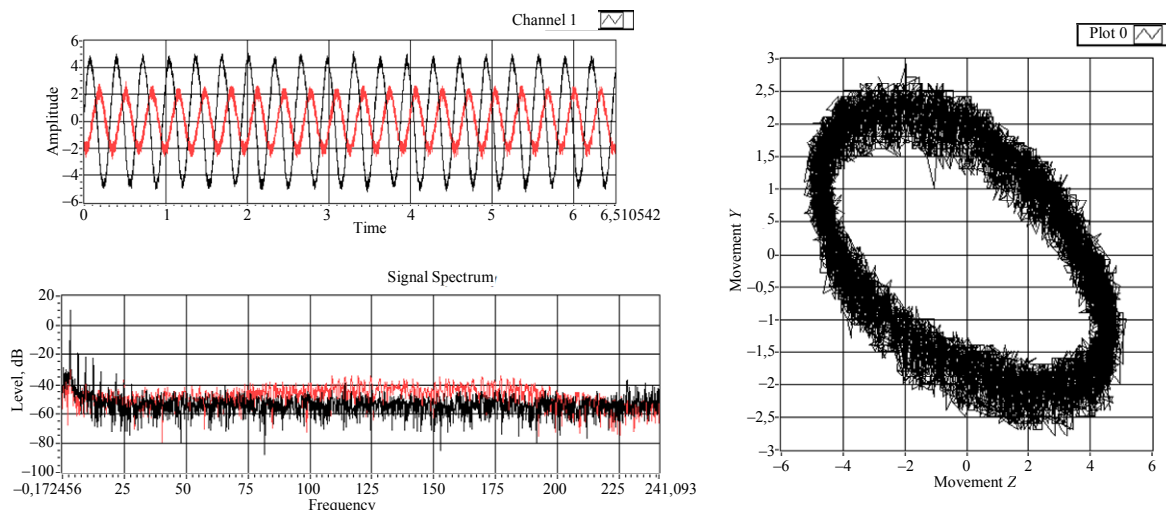 Channel 1
6
4
2
0
−2
−4
−6
Amplitude
0 1 2 3 4 5 6 6,510542
Time
Signal Spectrum
20
0
−20
−40
−60
−80
−100
Level, dB
−0,172456 25 50 75 100 125 150 175 200 225 241,093
Frequency
Plot 0
3
2,5
2
1,5
1
0,5
0
−0,5
−1
−1,5
−2
−2,5
−3
Movement Y
−6 −4 −2 0 2 4 6
Movement Z